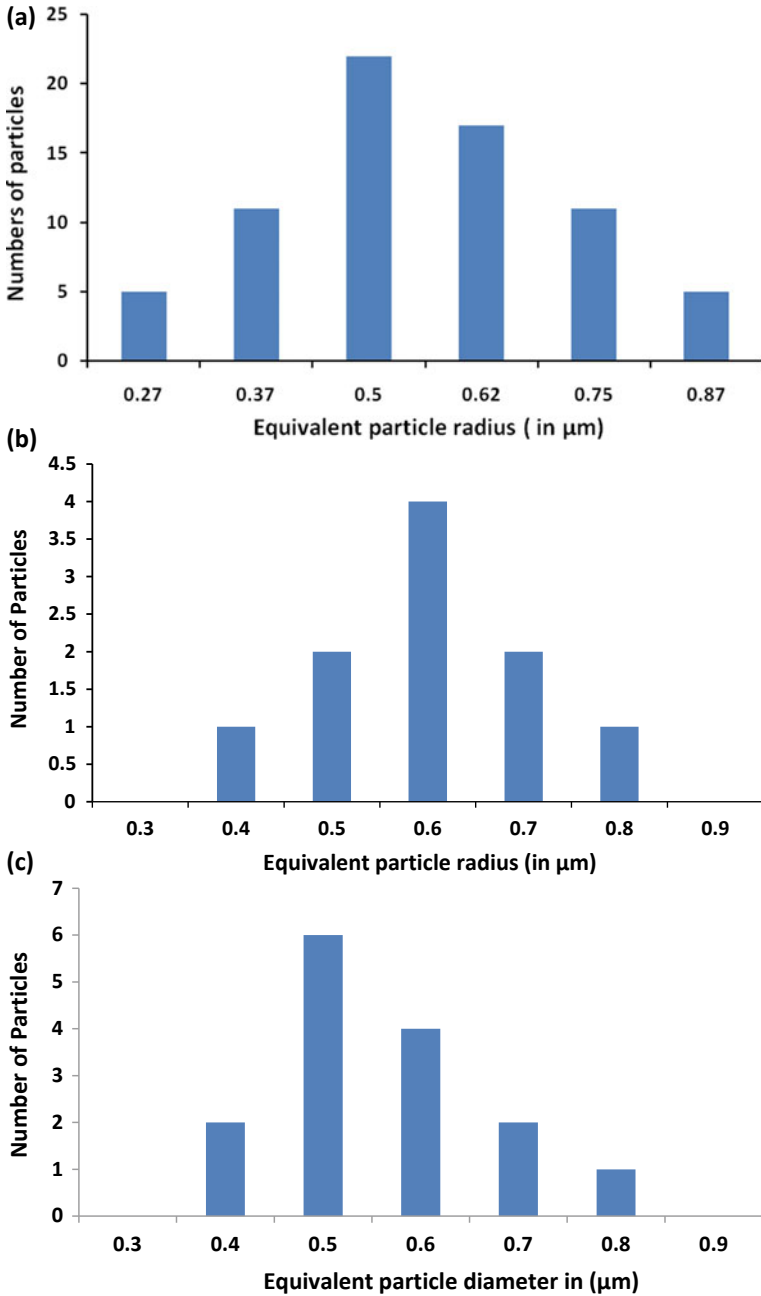 (a)
Numbers of particles
25
20
15
10
5
0
0.27 0.37 0.5 0.62 0.75 0.87
Equivalent particle radius ( in µm)
(b)
Number of Particles
4.5
4
3.5
3
2.5
2
1.5
1
0.5
0
0.3 0.4 0.5 0.6 0.7 0.8 0.9
Equivalent particle radius (in µm)
(c)
Number of Particles
7
6
5
4
3
2
1
0
0.3 0.4 0.5 0.6 0.7 0.8 0.9
Equivalent particle diameter in (µm)